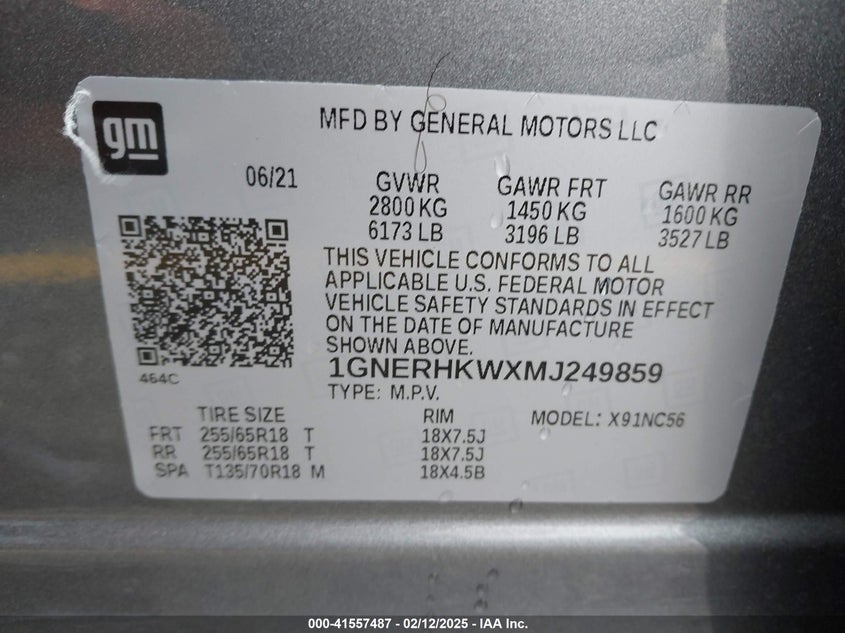 gm
MFD BY GENERAL MOTORS LLC
06/21 GVWR GAWR FRT GAWR RR
2800 KG 1450 KG 1600 KG
6173 LB 3196 LB 3527 LB
THIS VEHICLE CONFORMS TO ALL
APPLICABLE U.S. FEDERAL MOTOR
VEHICLE SAFETY STANDARDS IN EFFECT
ON THE DATE OF MANUFACTURE
SHOWN ABOVE.
464C
1GNERHKWXMJ249859
TYPE: M.P.V.
TIRE SIZE RIM MODEL: X91NC56
FRT 255/65R18 T 18X7.5J
RR 255/65R18 T 18X7.5J
SPA T135/70R18 M 18X4.5B
000-41557487 - 02/12/2025 - IAA Inc.